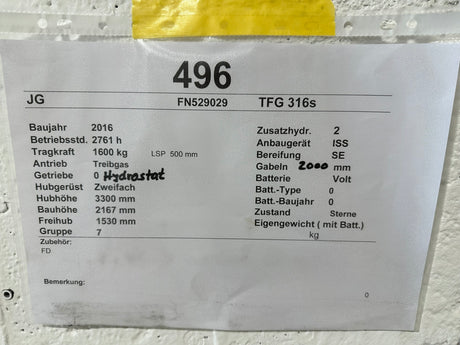 496
JG FN529029 TFG 316s
Baujahr 2016
Betriebsstd. 2761 h
Tragkraft 1600 kg LSP 500 mm
Antrieb Treibgas
Getriebe 0 Hydrostat
Hubgerüst Zweifach
Hubhöhe 3300 mm
Bauhöhe 2167 mm
Freihub 1530 mm
Gruppe 7
Zubehör:
FD
Bemerkung:
Zusatzhydr. 2
Anbaugerät ISS
Bereifung SE
Gabeln 2000 mm
Batterie Volt
Batt.-Type 0
Batt.-Baujahr 0
Zustand Sterne
Eigengewicht ( mit Batt.)
kg
0